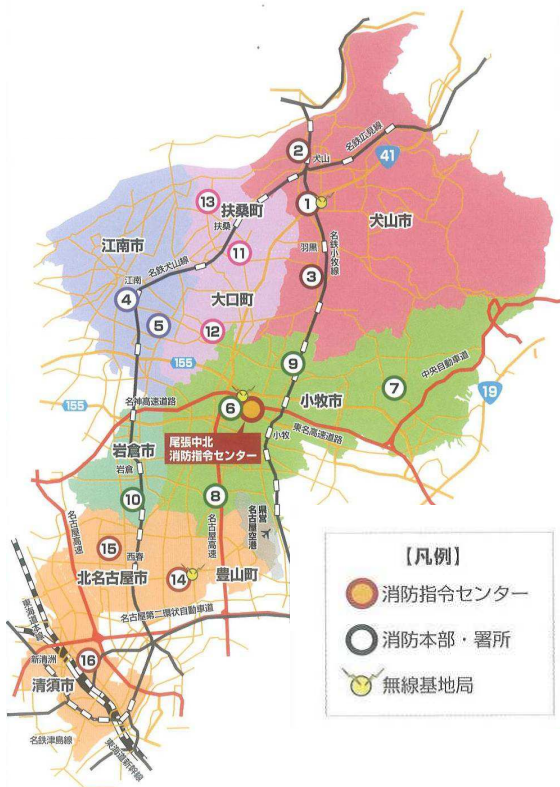 名鉄広見線
41
2
犬山
13
1
扶桑町
扶桑
犬山市
江南市
11
羽黒
名鉄小牧線
名鉄犬山線
3
江南
4
大口町
5
12
155
9
中央自動車道
7
19
155
名神高速道路
6
小牧市
小牧
東名高速道路
尾張中北
消防指令センター
岩倉市
岩倉
10
8
名古屋高速
名古屋高速
県営
名古屋空港
15
西春
北名古屋市
14
豊山町
名古屋第二環状自動車道
東海道本線
新清洲
16
清須市
名鉄津島線
東海道新幹線
【凡例】
消防指令センター
消防本部・署所
無線基地局